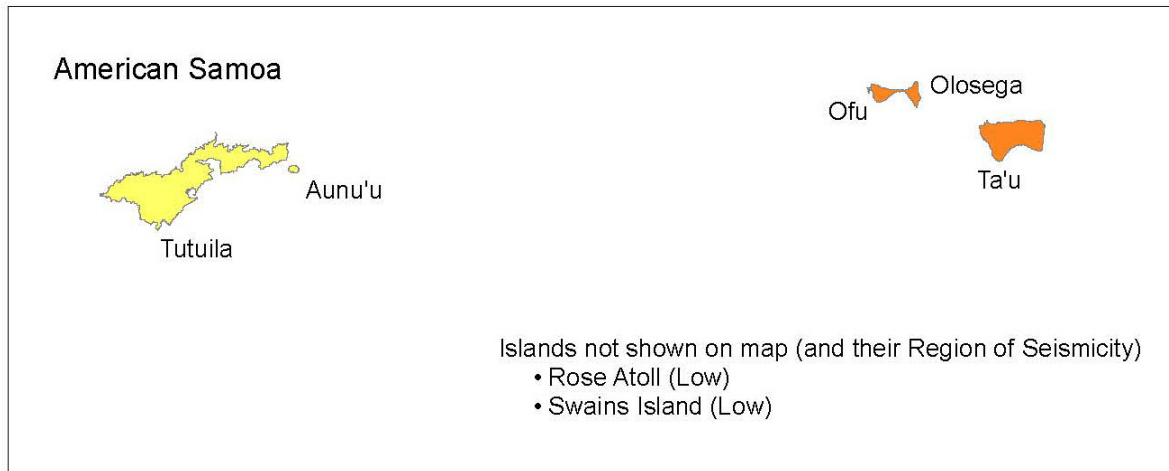 American Samoa
Olosega
Ofu
Ta'u
Aunu'u
Tutuila
Islands not shown on map (and their Region of Seismicity)
• Rose Atoll (Low)
• Swains Island (Low)